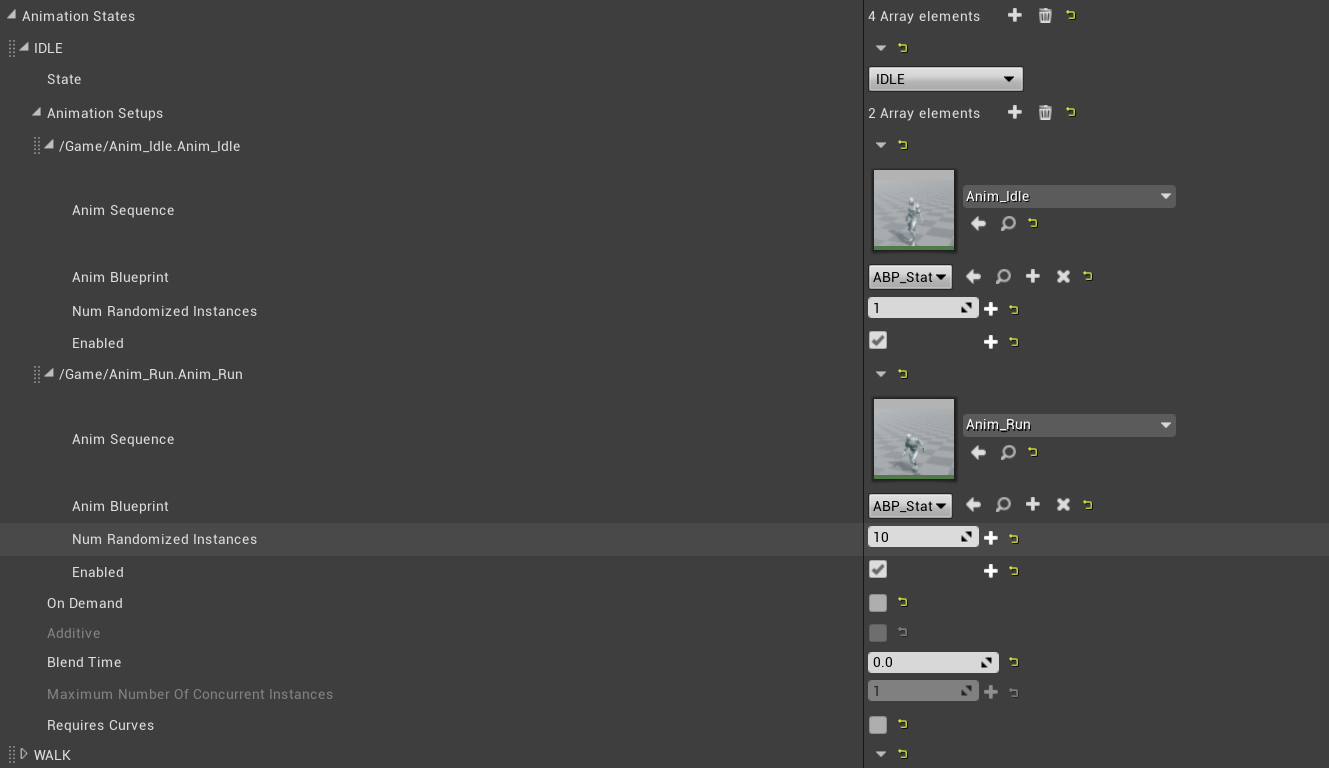 Animation States 4 Array elements
IDLE
State IDLE
Animation Setups 2 Array elements
/Game/Anim_Idle.Anim_Idle
Anim Sequence Anim_Idle
Anim Blueprint ABP_Stat
Num Randomized Instances 1
Enabled
/Game/Anim_Run.Anim_Run
Anim Sequence Anim_Run
Anim Blueprint ABP_Stat
Num Randomized Instances 10
Enabled
On Demand
Additive
Blend Time 0.0
Maximum Number Of Concurrent Instances 1
Requires Curves
WALK